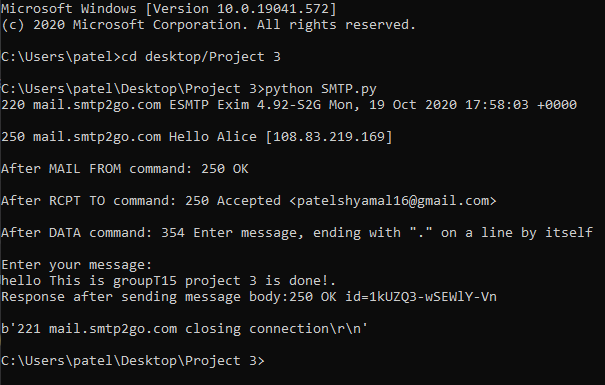 Microsoft Windows [Version 10.0.19041.572]
(c) 2020 Microsoft Corporation. All rights reserved.
C:\Users\patel>cd desktop/Project 3
C:\Users\patel\Desktop\Project 3>python SMTP.py
220 mail.smtp2go.com ESMTP Exim 4.92-S2G Mon, 19 Oct 2020 17:58:03 +0000
250 mail.smtp2go.com Hello Alice [108.83.219.169]
After MAIL FROM command: 250 OK
After RCPT TO command: 250 Accepted <patelshyamal16@gmail.com>
After DATA command: 354 Enter message, ending with "." on a line by itself
Enter your message:
hello This is groupT15 project 3 is done!.
Response after sending message body:250 OK id=1kUZQ3-wSEWlY-Vn
b'221 mail.smtp2go.com closing connection\r\n'
C:\Users\patel\Desktop\Project 3>